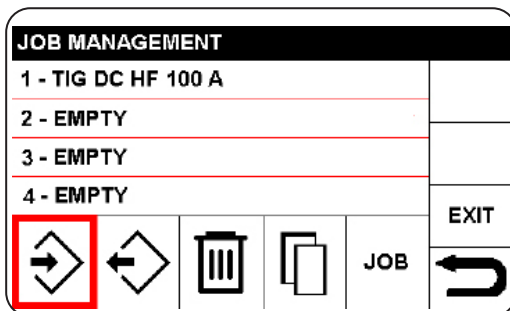 JOB MANAGEMENT
1 - TIG DC HF 100 A
2 - EMPTY
3 - EMPTY
4 - EMPTY
EXIT
JOB